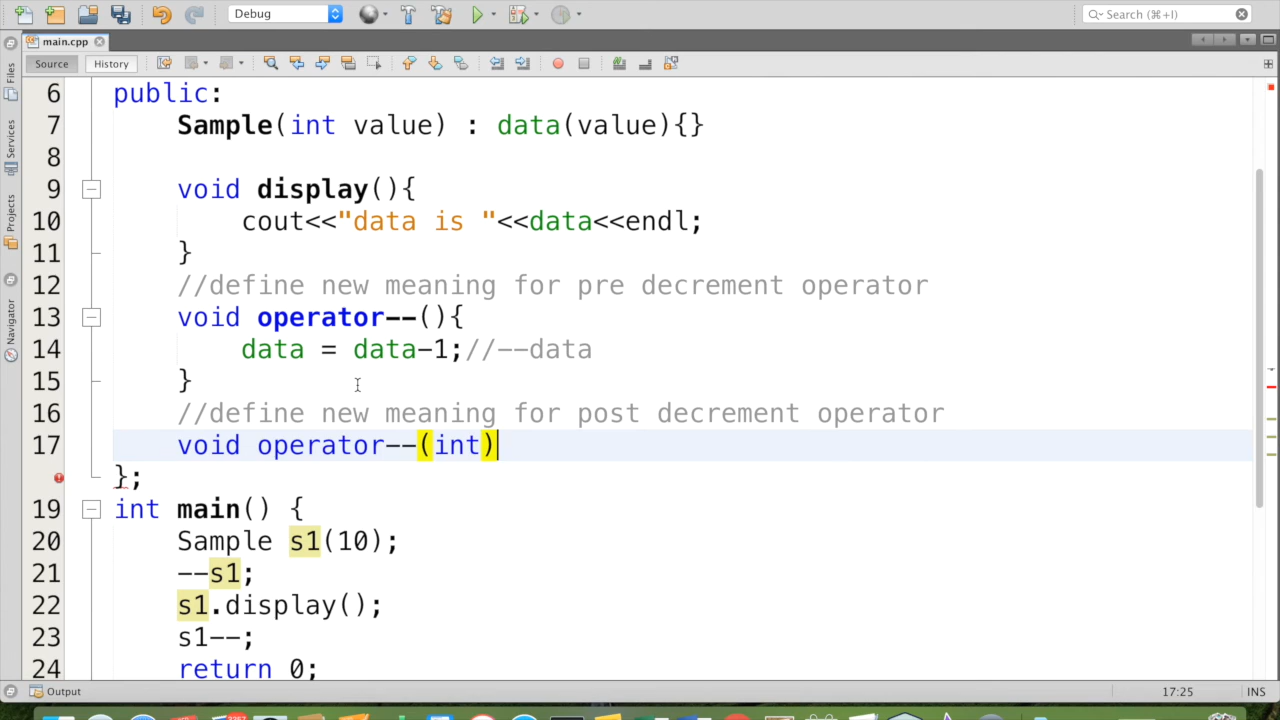 Debug
Search (⌘+I)
main.cpp
Source History
Files
Services
Projects
Navigator
6 public:
7 Sample(int value) : data(value){}
8
9 void display(){
10 cout<<"data is "<<data<<endl;
11 }
12 //define new meaning for pre decrement operator
13 void operator--(){
14 data = data-1;//--data
15 }
16 //define new meaning for post decrement operator
17 void operator--(int)
};
19 int main() {
20 Sample s1(10);
21 --s1;
22 s1.display();
23 s1--;
24 return 0;
Output
17:25 INS